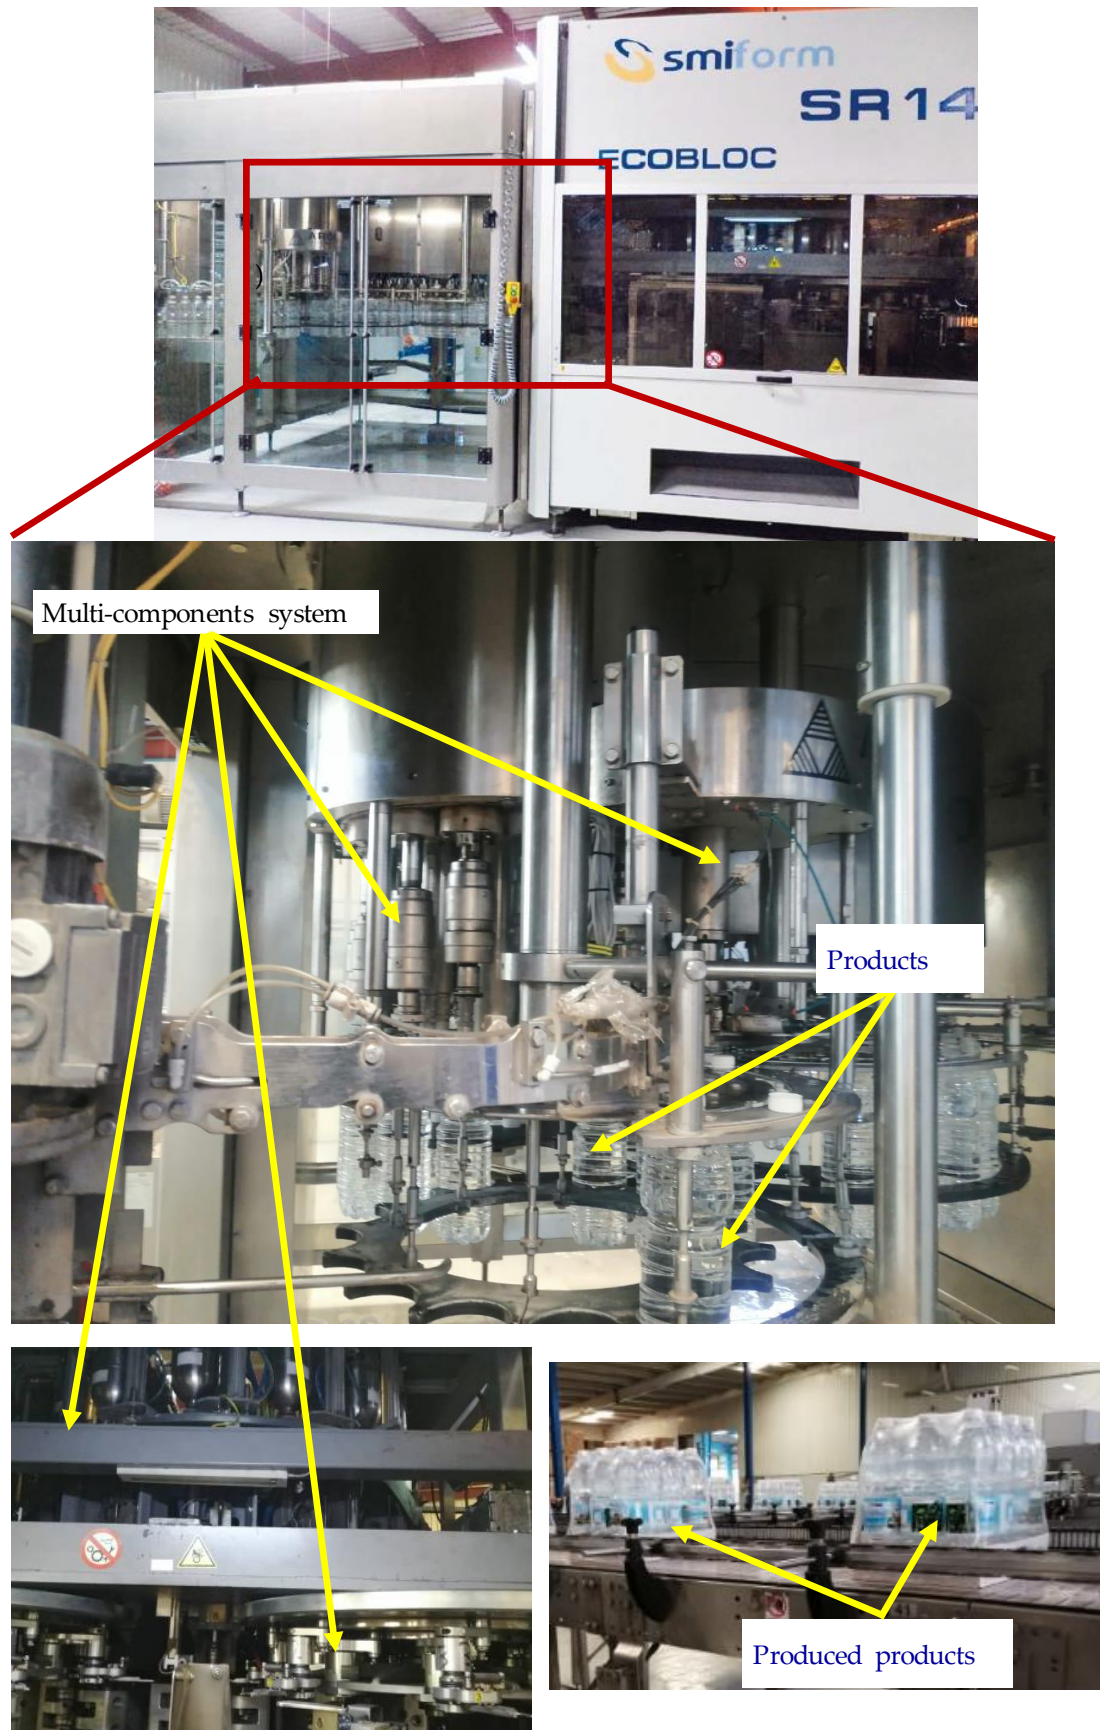 smiform
SR 14
ECOBLOC
)
Multi-components system
Products
Produced products